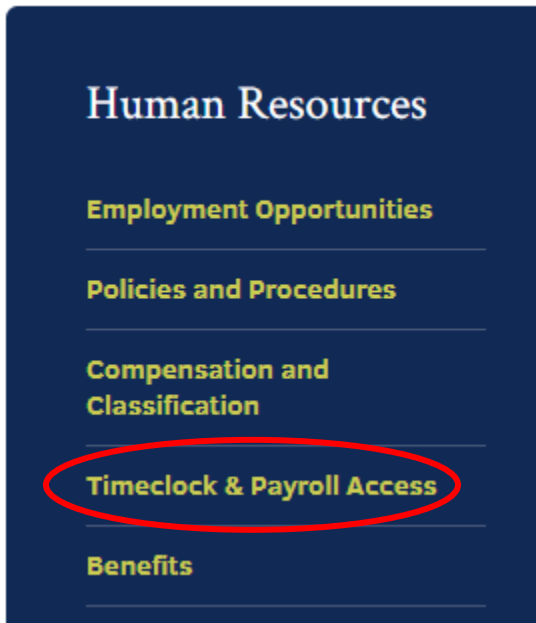 Human Resources
Employment Opportunities
Policies and Procedures
Compensation and
Classification
Timeclock & Payroll Access
Benefits